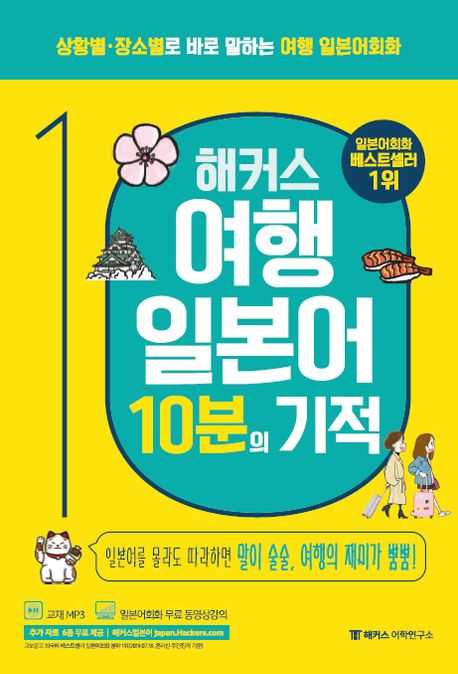 상황별·장소별로 바로 말하는 여행 일본어회화
일본어회화
베스트셀러
1위
10
해커스
여행
일본어
10분의 기적
일본어를 몰라도 따라하면 말이 술술, 여행의 재미가 뿜뿜!
교재 MP3
일본어회화 무료 동영상강의
추가 자료 6종 무료 제공 | 해커스일본어 japan.Hackers.com
해커스 어학연구소